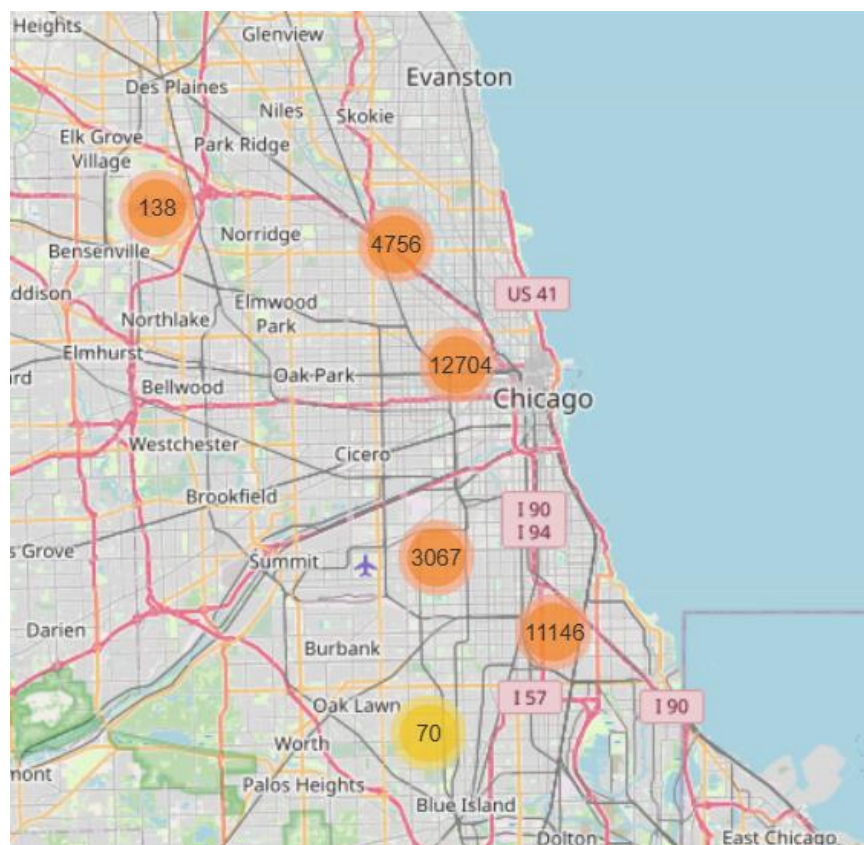 Heights
Glenview
Evanston
Des Plaines
Niles
Skokie
Elk Grove
Village
Park Ridge
138
Norridge
4756
Bensenville
ddison
US 41
Elmwood
Park
Northlake
Elmhurst
12704
ard
Bellwood
Oak Park
Chicago
Westchester
Cicero
Brookfield
I 90
I 94
s Grove
Summit
3067
Darien
11146
Burbank
I 57
Oak Lawn
I 90
70
Worth
mont
Palos Heights
Blue Island
Dolton
East Chicago